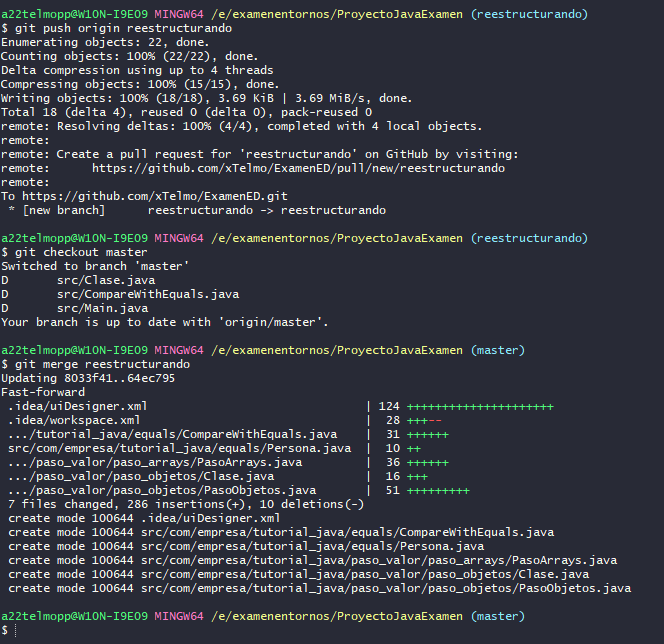 a22telmopp@W10N-I9E09 MINGW64 /e/examenentornos/ProyectoJavaExamen (reestructurando)
$ git push origin reestructurando
Enumerating objects: 22, done.
Counting objects: 100% (22/22), done.
Delta compression using up to 4 threads
Compressing objects: 100% (15/15), done.
Writing objects: 100% (18/18), 3.69 KiB | 3.69 MiB/s, done.
Total 18 (delta 4), reused 0 (delta 0), pack-reused 0
remote: Resolving deltas: 100% (4/4), completed with 4 local objects.
remote:
remote: Create a pull request for 'reestructurando' on GitHub by visiting:
remote:      https://github.com/xTelmo/ExamenED/pull/new/reestructurando
remote:
To https://github.com/xTelmo/ExamenED.git
 * [new branch]      reestructurando -> reestructurando

a22telmopp@W10N-I9E09 MINGW64 /e/examenentornos/ProyectoJavaExamen (reestructurando)
$ git checkout master
Switched to branch 'master'
D       src/Clase.java
D       src/CompareWithEquals.java
D       src/Main.java
Your branch is up to date with 'origin/master'.

a22telmopp@W10N-I9E09 MINGW64 /e/examenentornos/ProyectoJavaExamen (master)
$ git merge reestructurando
Updating 8033f41..64ec795
Fast-forward
 .idea/uiDesigner.xml                               | 124 +++++++++++++++++++++
 .idea/workspace.xml                                |  28 +++--
 .../tutorial_java/equals/CompareWithEquals.java    |  31 ++++++
 src/com/empresa/tutorial_java/equals/Persona.java  |  10 ++
 .../paso_valor/paso_arrays/PasoArrays.java         |  36 ++++++
 .../paso_valor/paso_objetos/Clase.java             |  16 +++
 .../paso_valor/paso_objetos/PasoObjetos.java       |  51 +++++++++
 7 files changed, 286 insertions(+), 10 deletions(-)
 create mode 100644 .idea/uiDesigner.xml
 create mode 100644 src/com/empresa/tutorial_java/equals/CompareWithEquals.java
 create mode 100644 src/com/empresa/tutorial_java/equals/Persona.java
 create mode 100644 src/com/empresa/tutorial_java/paso_valor/paso_arrays/PasoArrays.java
 create mode 100644 src/com/empresa/tutorial_java/paso_valor/paso_objetos/Clase.java
 create mode 100644 src/com/empresa/tutorial_java/paso_valor/paso_objetos/PasoObjetos.java

a22telmopp@W10N-I9E09 MINGW64 /e/examenentornos/ProyectoJavaExamen (master)
$